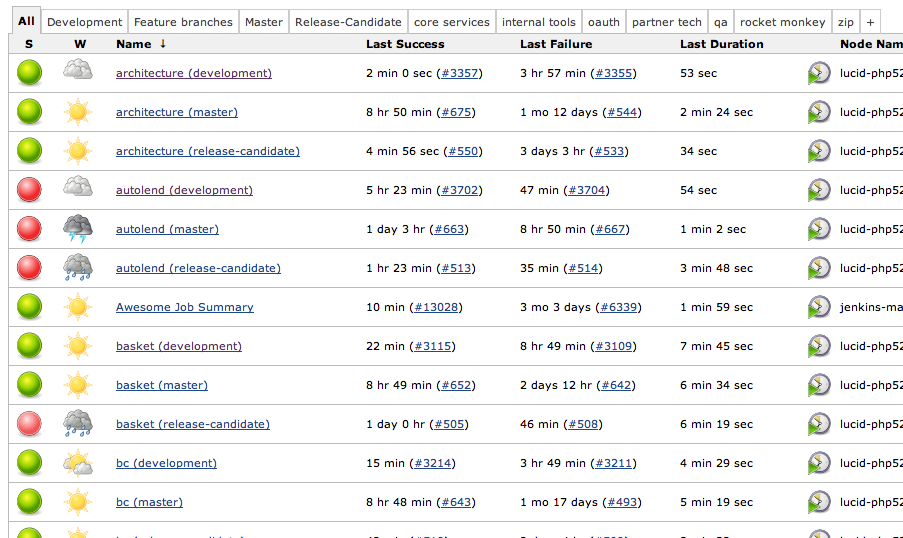 All Development Feature branches Master Release-Candidate core services internal tools oauth partner tech qa rocket monkey zip +
S W Name ↓ Last Success Last Failure Last Duration Node Nam
architecture (development) 2 min 0 sec (#3357) 3 hr 57 min (#3355) 53 sec lucid-php52
architecture (master) 8 hr 50 min (#675) 1 mo 12 days (#544) 2 min 24 sec lucid-php52
architecture (release-candidate) 4 min 56 sec (#550) 3 days 3 hr (#533) 34 sec lucid-php52
autolend (development) 5 hr 23 min (#3702) 47 min (#3704) 54 sec lucid-php52
autolend (master) 1 day 3 hr (#663) 8 hr 50 min (#667) 1 min 2 sec lucid-php52
autolend (release-candidate) 1 hr 23 min (#513) 35 min (#514) 3 min 48 sec lucid-php52
Awesome Job Summary 10 min (#13028) 3 mo 3 days (#6339) 1 min 59 sec jenkins-ma
basket (development) 22 min (#3115) 8 hr 49 min (#3109) 7 min 45 sec lucid-php52
basket (master) 8 hr 49 min (#652) 2 days 12 hr (#642) 6 min 34 sec lucid-php52
basket (release-candidate) 1 day 0 hr (#505) 46 min (#508) 6 min 19 sec lucid-php52
bc (development) 15 min (#3214) 3 hr 49 min (#3211) 4 min 29 sec lucid-php52
bc (master) 8 hr 48 min (#643) 1 mo 17 days (#493) 5 min 19 sec lucid-php52